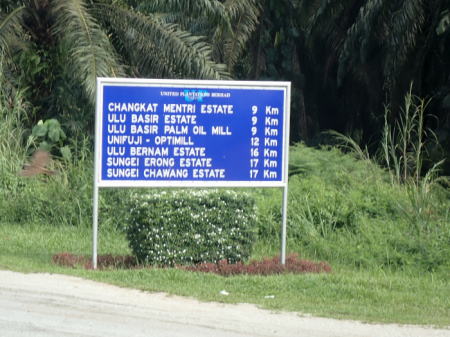 UNITED PLANTATIONS BERHAD
CHANGKAT MENTRI ESTATE 9 Km
ULU BASIR ESTATE 9 Km
ULU BASIR PALM OIL MILL 9 Km
UNIFUJI - OPTIMILL 12 Km
ULU BERNAM ESTATE 16 Km
SUNGEI ERONG ESTATE 17 Km
SUNGEI CHAWANG ESTATE 17 Km